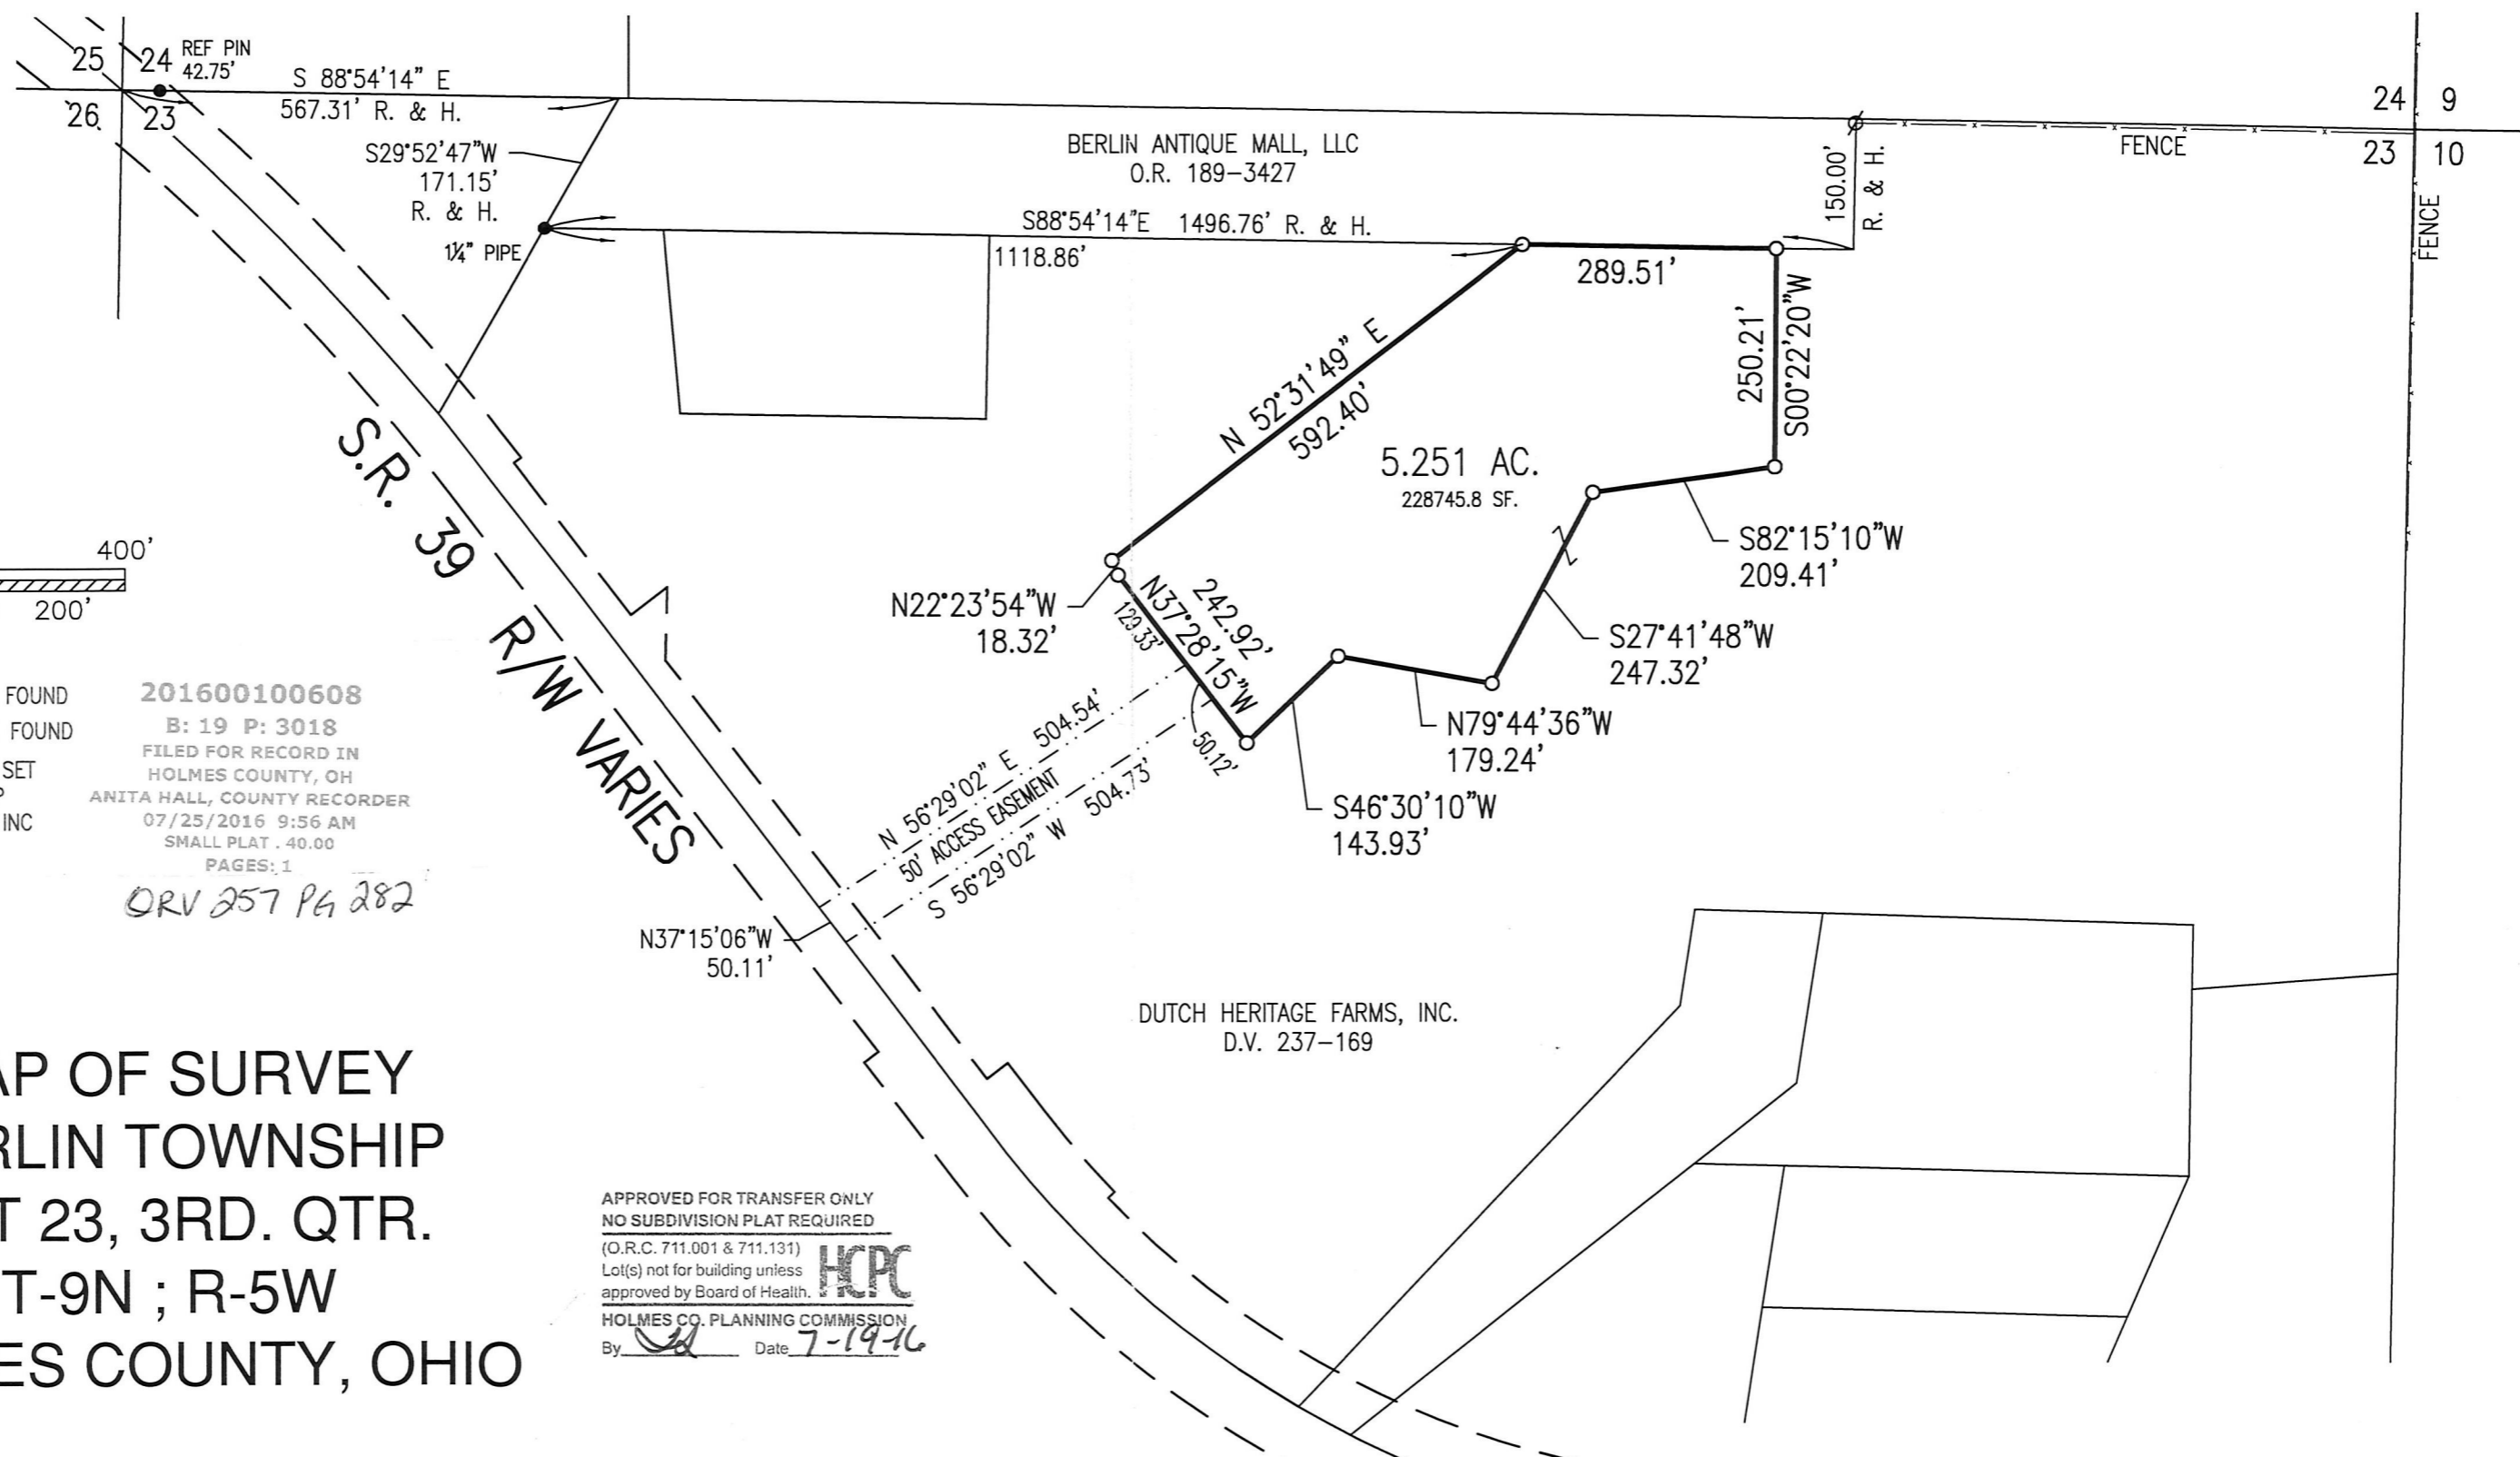 25
24
REF PIN
42.75'
26
23
S 88°54'14" E
567.31' R. & H.
S29°52'47"W
171.15'
R. & H.
1¼" PIPE
BERLIN ANTIQUE MALL, LLC
O.R. 189-3427
S88°54'14"E 1496.76' R. & H.
1118.86'
289.51'
150.00'
R. & H.
FENCE
24
9
23
10
FENCE
250.21'
S00°22'20"W
N 52°31'49" E
592.40'
5.251 AC.
228745.8 SF.
S82°15'10"W
209.41'
S27°41'48"W
247.32'
N79°44'36"W
179.24'
S46°30'10"W
143.93'
N22°23'54"W
18.32'
242.92'
N37°28'15"W
129.33'
50.12'
N 56°29'02" E 504.54'
50' ACCESS EASEMENT
S 56°29'02" W 504.73'
N37°15'06"W
50.11'
S.R. 39 R/W VARIES
400'
200'
FOUND
FOUND
SET
INC
201600100608
B: 19 P: 3018
FILED FOR RECORD IN
HOLMES COUNTY, OH
ANITA HALL, COUNTY RECORDER
07/25/2016 9:56 AM
SMALL PLAT . 40.00
PAGES: 1
ORV 257 PG 282
DUTCH HERITAGE FARMS, INC.
D.V. 237-169
AP OF SURVEY
RLIN TOWNSHIP
T 23, 3RD. QTR.
T-9N ; R-5W
ES COUNTY, OHIO
APPROVED FOR TRANSFER ONLY
NO SUBDIVISION PLAT REQUIRED
(O.R.C. 711.001 & 711.131)
Lot(s) not for building unless
approved by Board of Health.
HCPC
HOLMES CO. PLANNING COMMISSION
By
Date 7-19-16